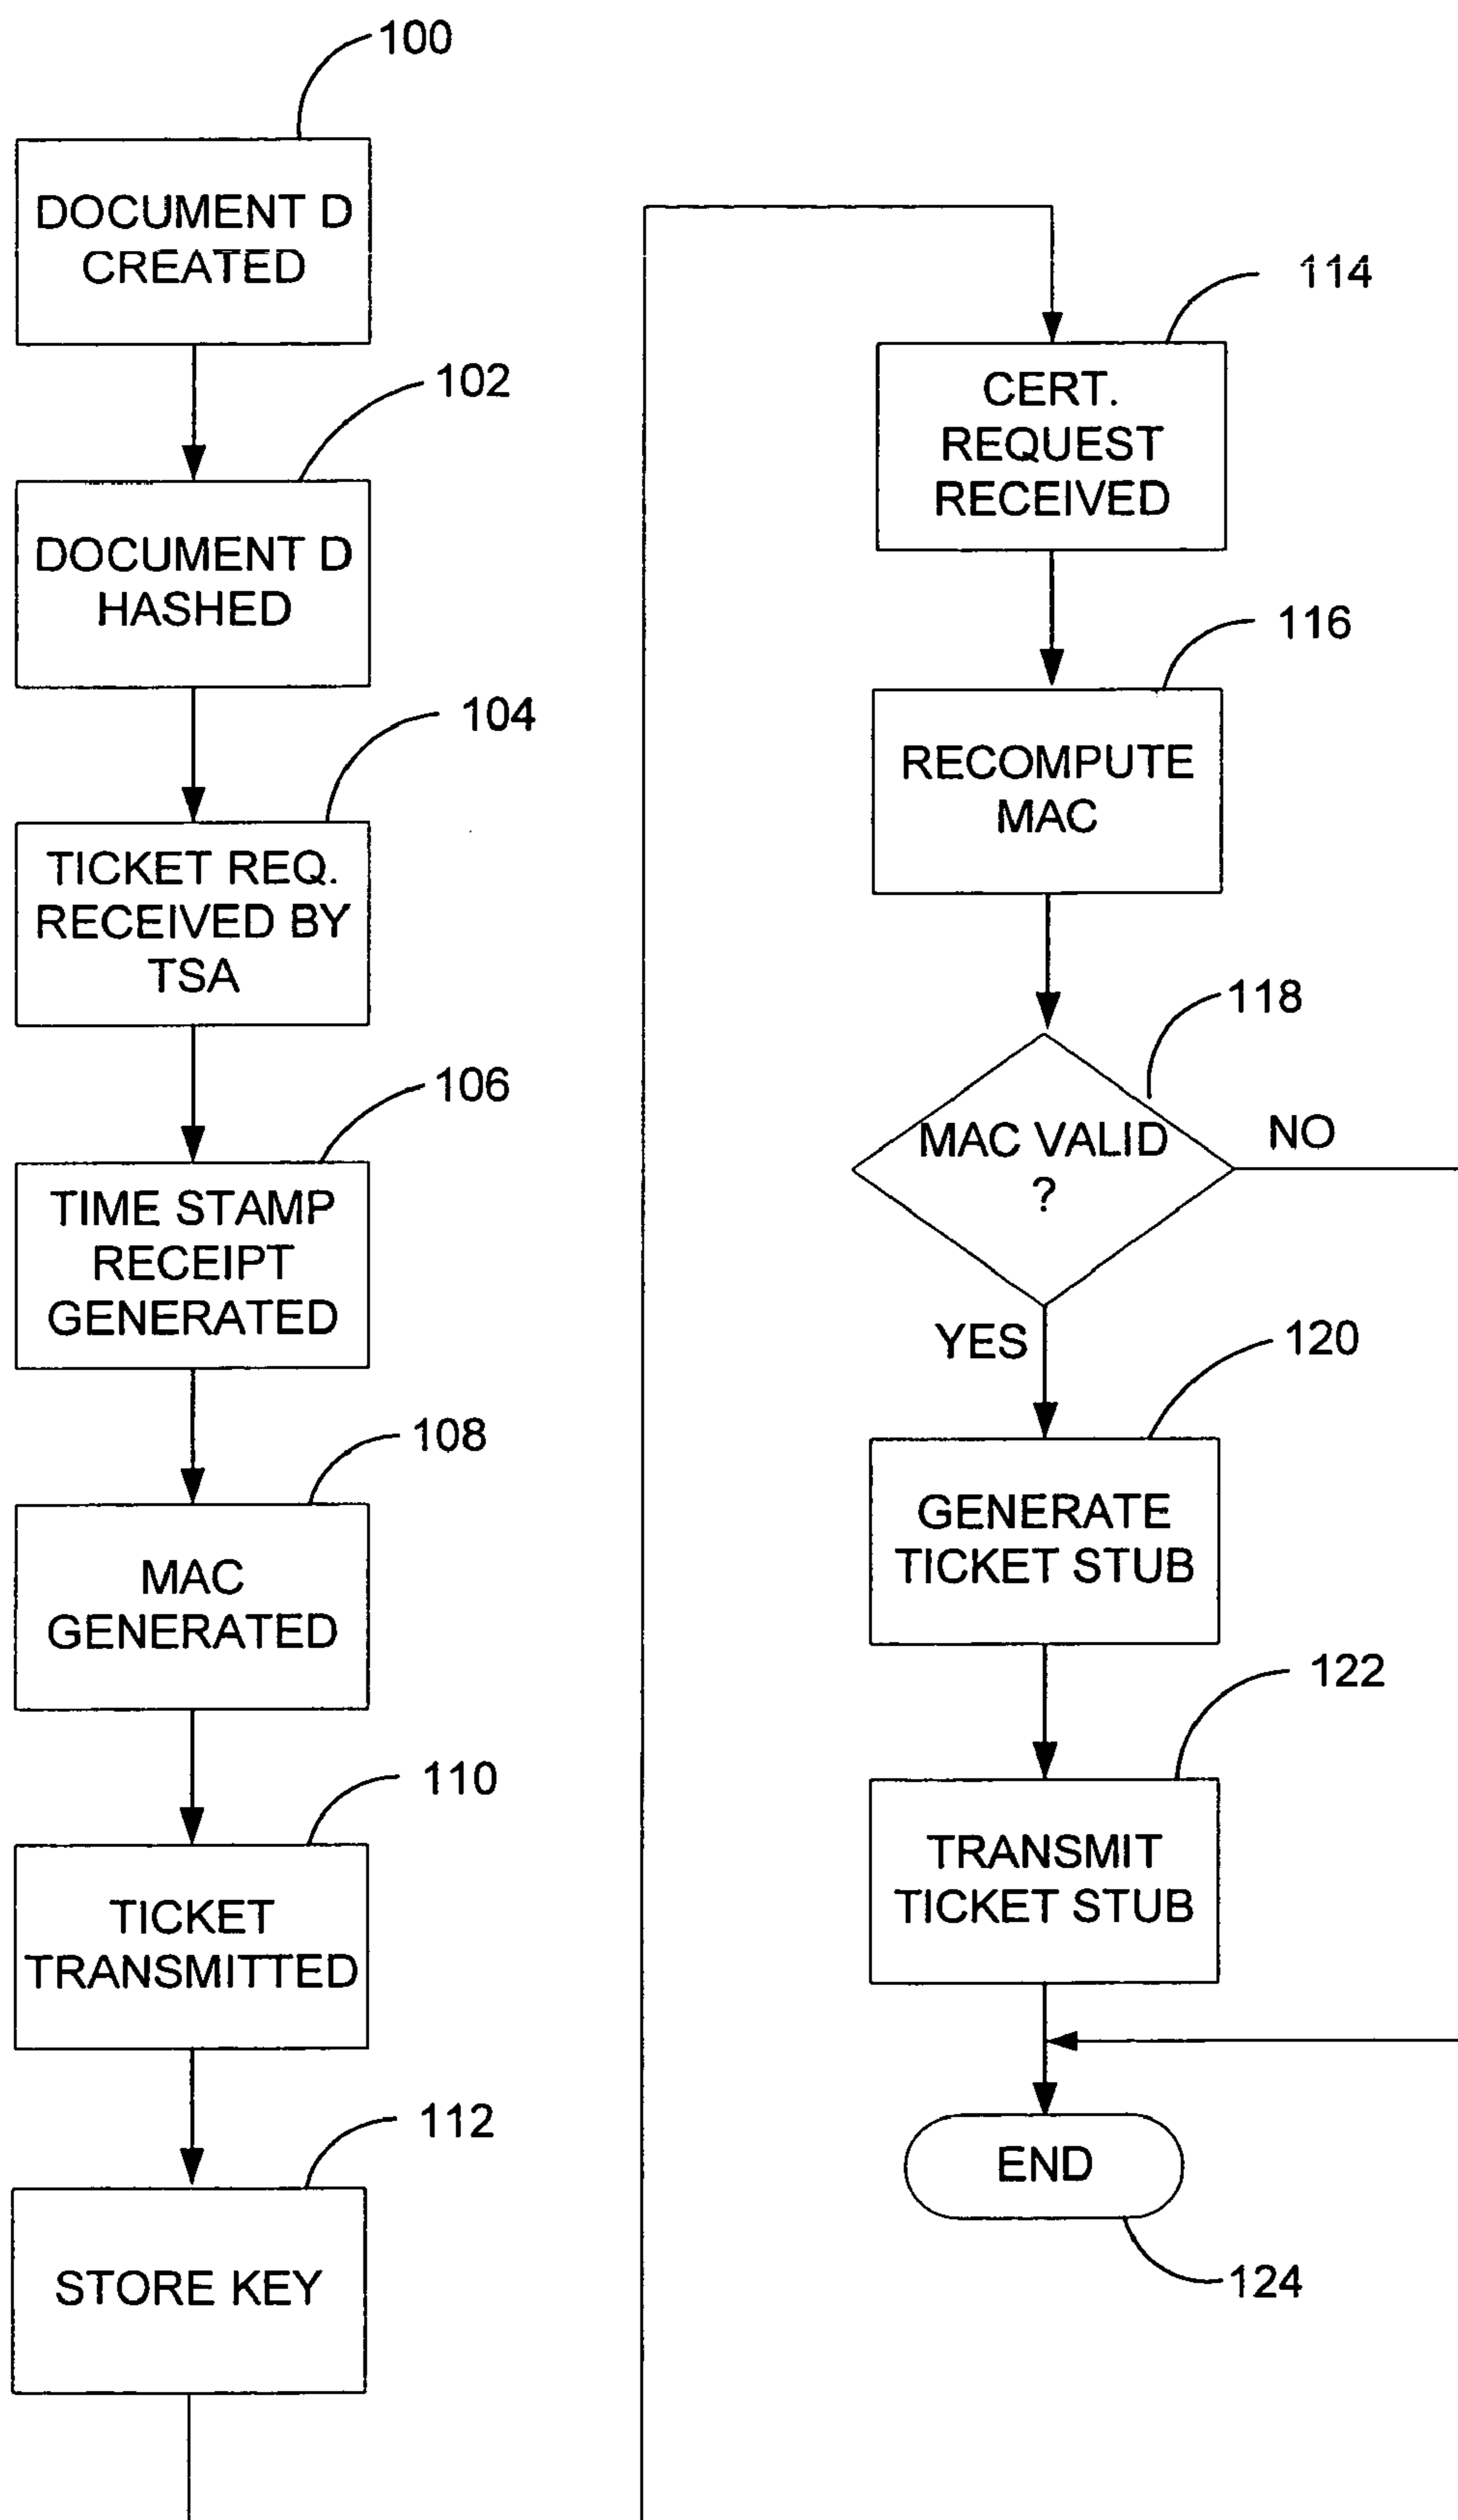 100
DOCUMENT D
CREATED
102
DOCUMENT D
HASHED
104
TICKET REQ.
RECEIVED BY
TSA
106
TIME STAMP
RECEIPT
GENERATED
108
MAC
GENERATED
110
TICKET
TRANSMITTED
112
STORE KEY
114
CERT.
REQUEST
RECEIVED
116
RECOMPUTE
MAC
118
MAC VALID
?
NO
YES
120
GENERATE
TICKET STUB
122
TRANSMIT
TICKET STUB
END
124